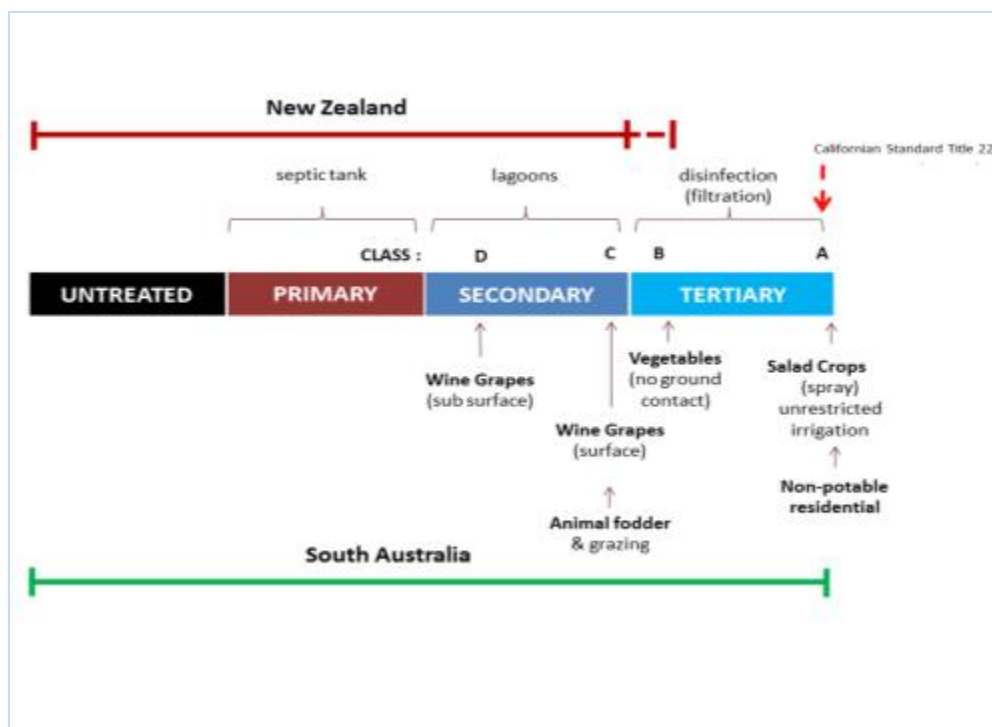 New Zealand
Californian Standard Title 22
septic tank
lagoons
disinfection
(filtration)
CLASS :
D
C
B
A
UNTREATED
PRIMARY
SECONDARY
TERTIARY
Wine Grapes
(sub surface)
Vegetables
(no ground
contact)
Salad Crops
(spray)
unrestricted
irrigation
Wine Grapes
(surface)
Non-potable
residential
Animal fodder
& grazing
South Australia